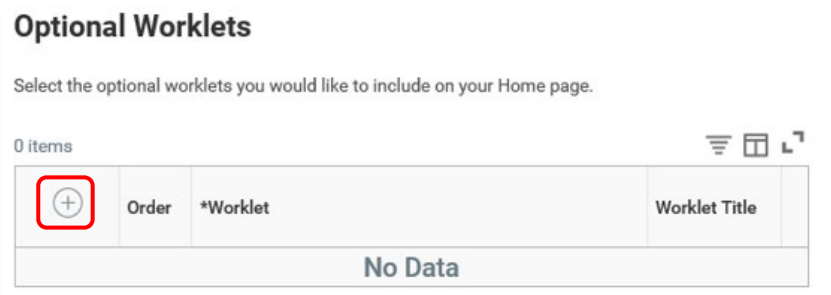 Optional Worklets
Select the optional worklets you would like to include on your Home page.
0 items
Order *Worklet Worklet Title
No Data